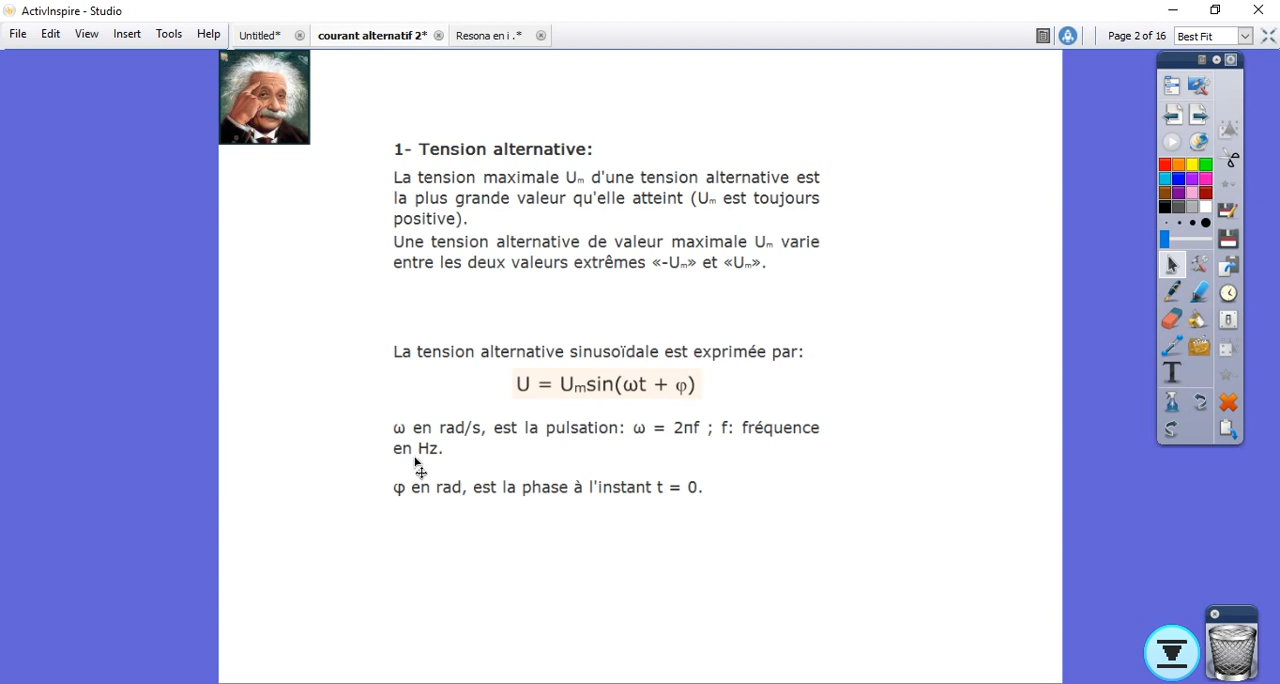 ActivInspire - Studio
File Edit View Insert Tools Help Untitled* courant alternatif 2* Resona en i .* Page 2 of 16 Best Fit
1- Tension alternative:
La tension maximale Uₘ d'une tension alternative est
la plus grande valeur qu'elle atteint (Uₘ est toujours
positive).
Une tension alternative de valeur maximale Uₘ varie
entre les deux valeurs extrêmes «-Uₘ» et «Uₘ».
La tension alternative sinusoïdale est exprimée par:
U = Uₘsin(ωt + φ)
ω en rad/s, est la pulsation: ω = 2πf ; f: fréquence
en Hz.
φ en rad, est la phase à l'instant t = 0.
T